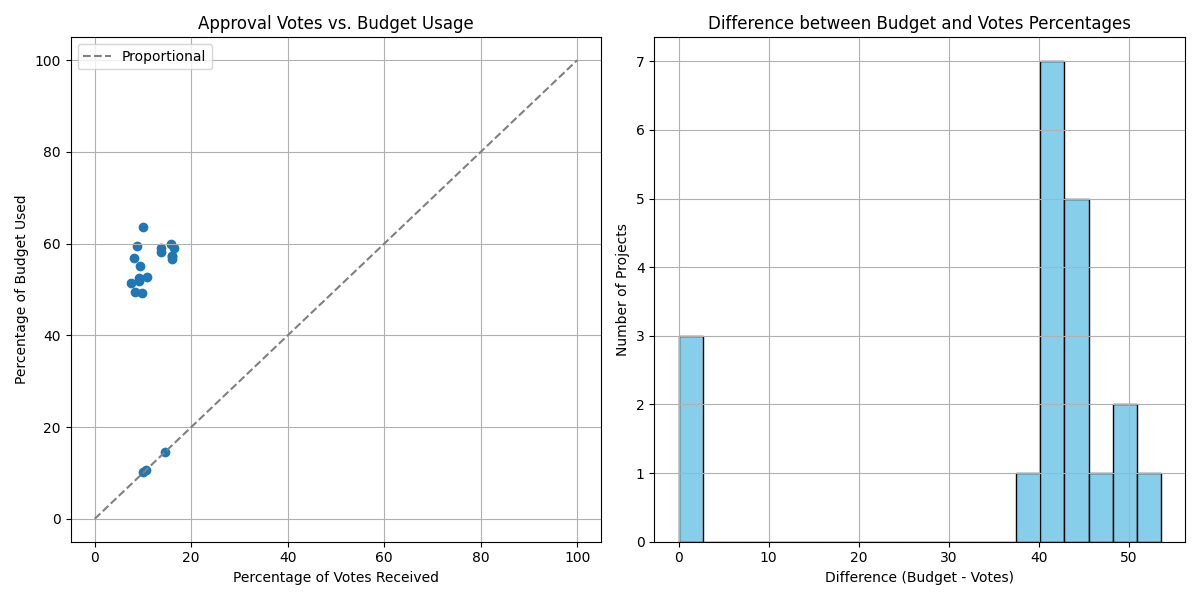 Approval Votes vs. Budget Usage
Proportional
100
80
60
40
20
0
Percentage of Budget Used
0 20 40 60 80 100
Percentage of Votes Received
Difference between Budget and Votes Percentages
7
6
5
4
3
2
1
0
Number of Projects
0 10 20 30 40 50
Difference (Budget - Votes)